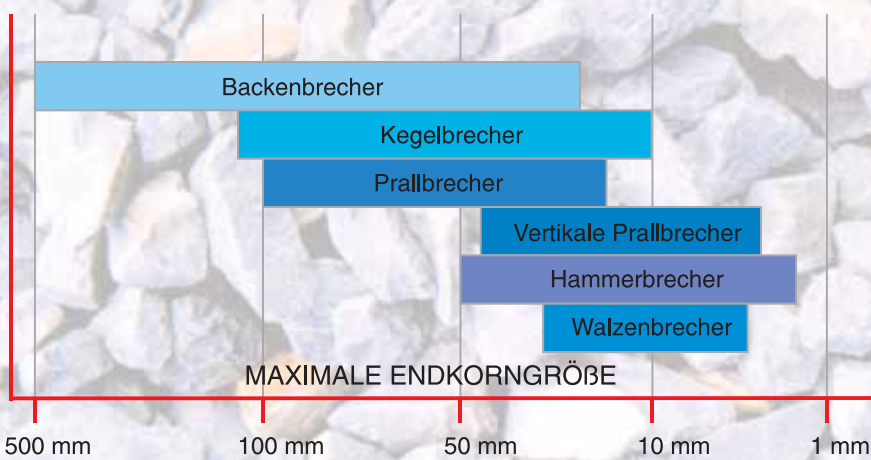 Backenbrecher
Kegelbrecher
Prallbrecher
Vertikale Prallbrecher
Hammerbrecher
Walzenbrecher
MAXIMALE ENDKORNGRÖßE
500 mm 100 mm 50 mm 10 mm 1 mm